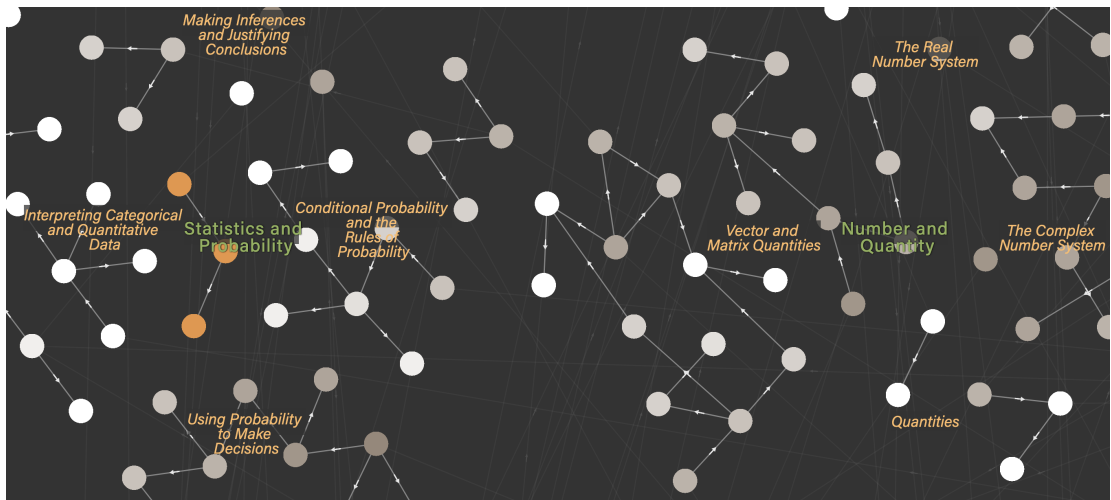 Making Inferences
and Justifying
Conclusions
The Real
Number System
Interpreting Categorical
and Quantitative
Data
Statistics and
Probability
Conditional Probability
and the
Rules of
Probability
Vector and
Matrix Quantities
Number and
Quantity
The Complex
Number System
Using Probability
to Make
Decisions
Quantities